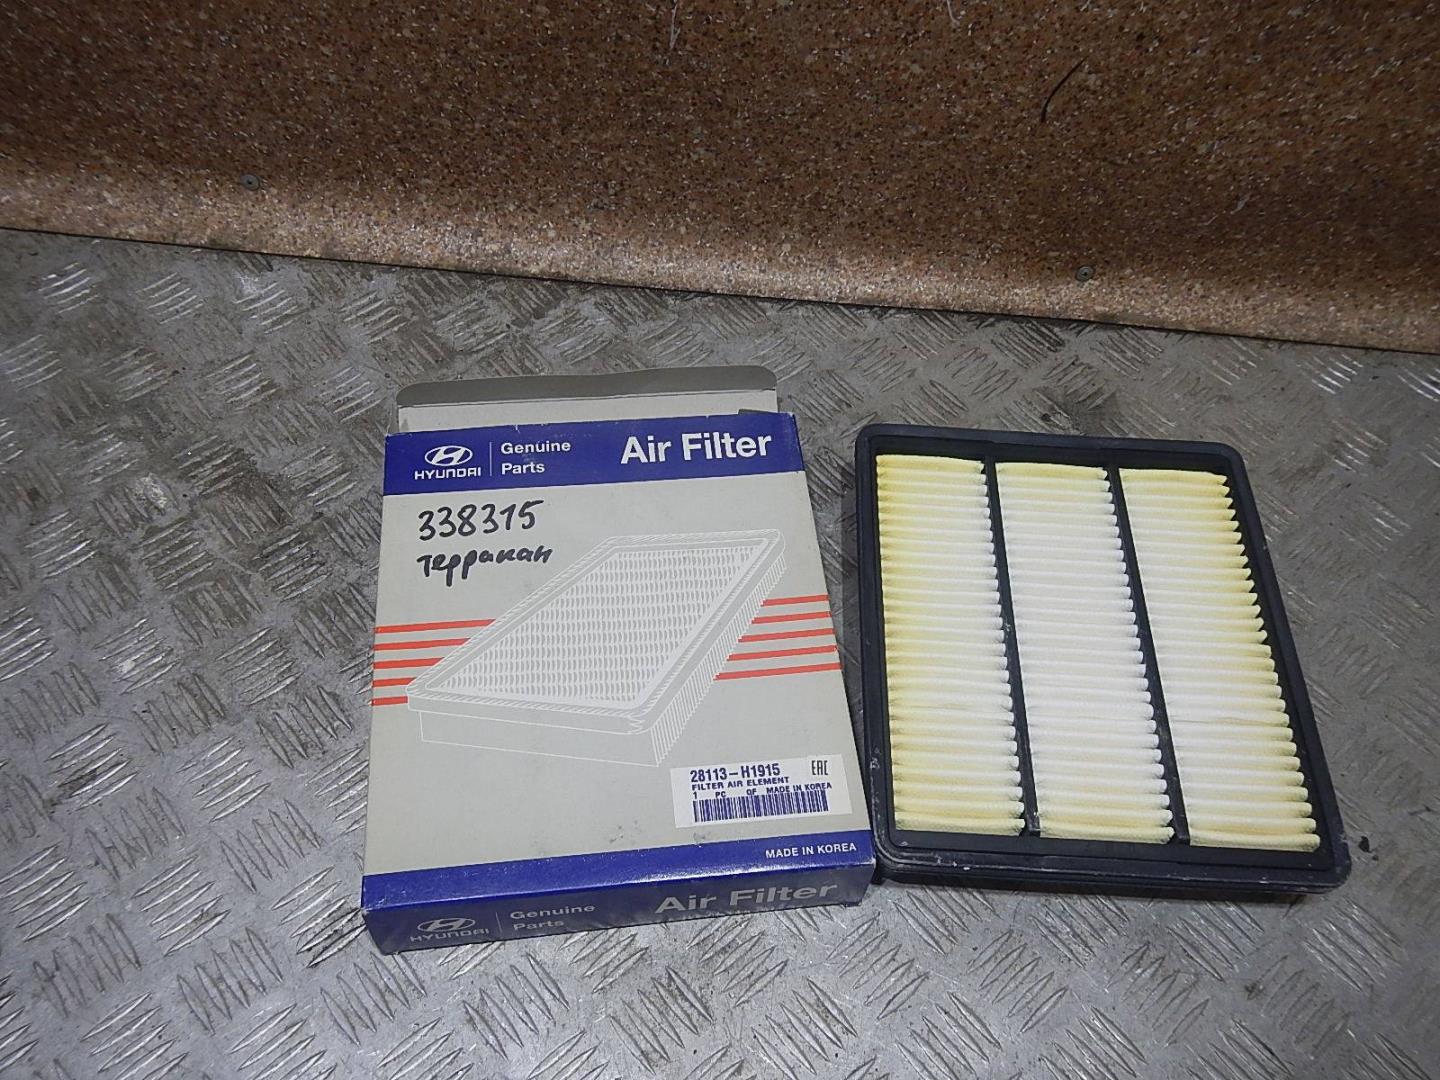 HYUNDAI
Genuine
Parts
Air Filter
338315
терракан
28113-H1915
EAC
FILTER AIR ELEMENT
1 PC OF MADE IN KOREA
MADE IN KOREA
HYUNDAI
Genuine
Parts
Air Filter